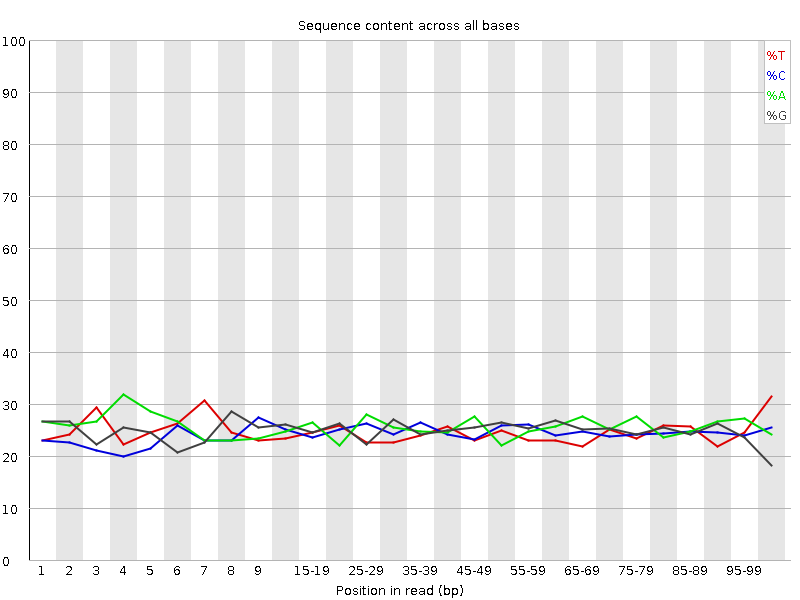 Sequence content across all bases
100
90
80
70
60
50
40
30
20
10
0
%T
%C
%A
%G
1 2 3 4 5 6 7 8 9 15-19 25-29 35-39 45-49 55-59 65-69 75-79 85-89 95-99
Position in read (bp)